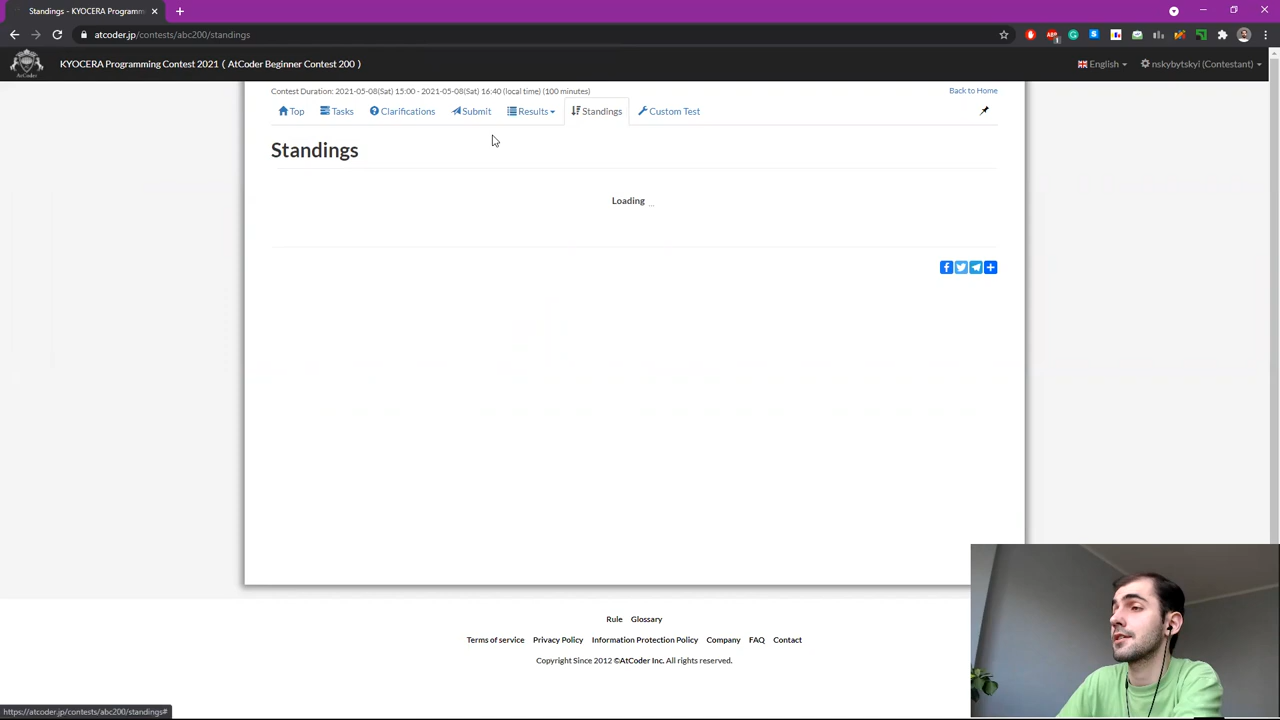 Standings - KYOCERA Programm
atcoder.jp/contests/abc200/standings
KYOCERA Programming Contest 2021 ( AtCoder Beginner Contest 200 )
English
nskybytskyi (Contestant)
Contest Duration: 2021-05-08(Sat) 15:00 - 2021-05-08(Sat) 16:40 (local time) (100 minutes)
Back to Home
Top
Tasks
Clarifications
Submit
Results
Standings
Custom Test
Standings
Loading ...
Rule
Glossary
Terms of service
Privacy Policy
Information Protection Policy
Company
FAQ
Contact
Copyright Since 2012 ©AtCoder Inc. All rights reserved.
https://atcoder.jp/contests/abc200/standings#